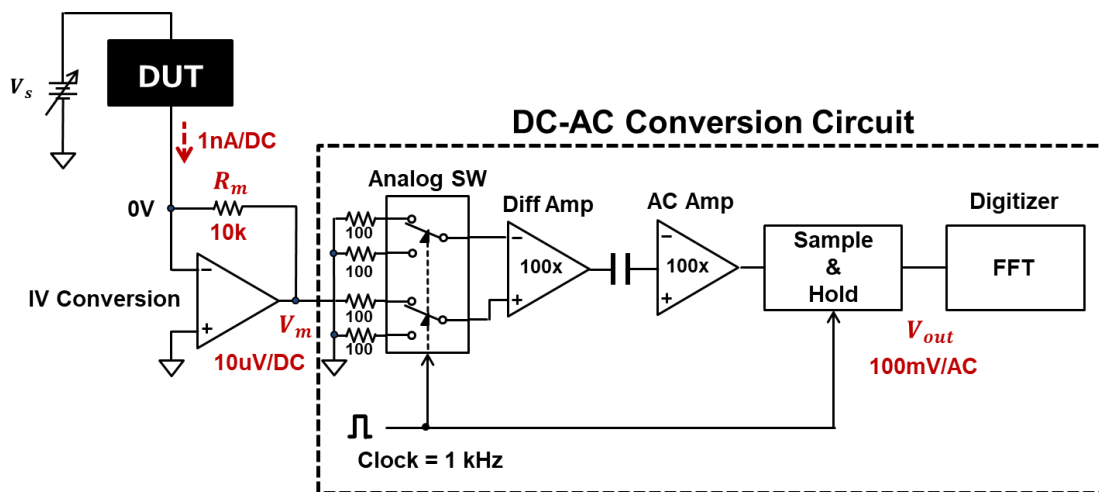 DUT
V_s
1nA/DC
R_m
0V
10k
−
+
IV Conversion
V_m
10uV/DC
DC-AC Conversion Circuit
Analog SW
100
100
100
100
Diff Amp
−
100x
+
AC Amp
−
100x
+
Sample
&
Hold
Digitizer
FFT
V_out
100mV/AC
Clock = 1 kHz